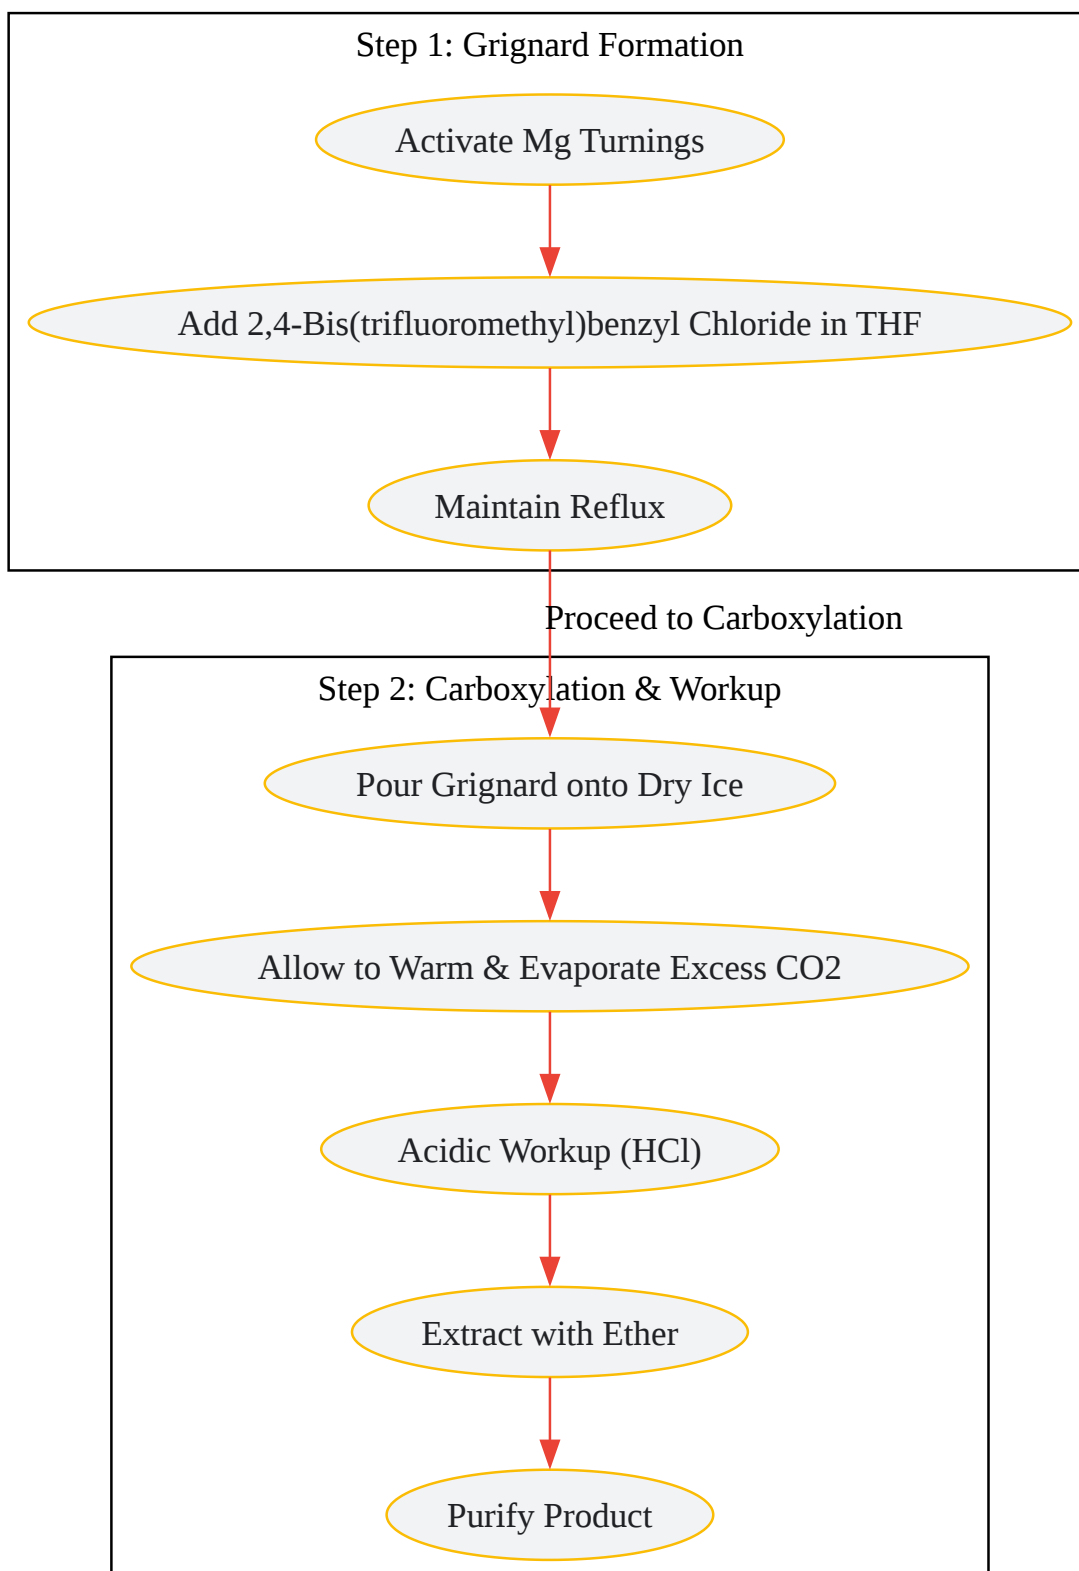 Step 1: Grignard Formation
Activate Mg Turnings
Add 2,4-Bis(trifluoromethyl)benzyl Chloride in THF
Maintain Reflux
Proceed to Carboxylation
Step 2: Carboxylation & Workup
Pour Grignard onto Dry Ice
Allow to Warm & Evaporate Excess CO2
Acidic Workup (HCl)
Extract with Ether
Purify Product